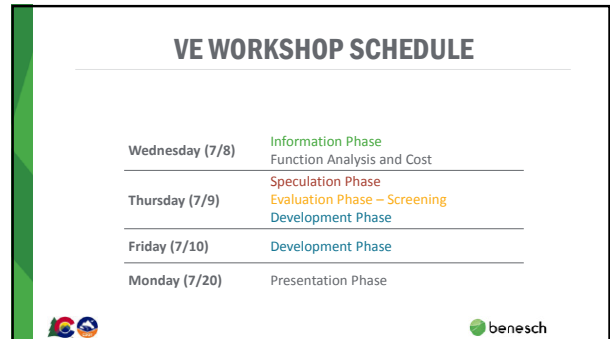 VE WORKSHOP SCHEDULE
Wednesday (7/8)
Information Phase
Function Analysis and Cost
Thursday (7/9)
Speculation Phase
Evaluation Phase – Screening
Development Phase
Friday (7/10)
Development Phase
Monday (7/20)
Presentation Phase
benesch